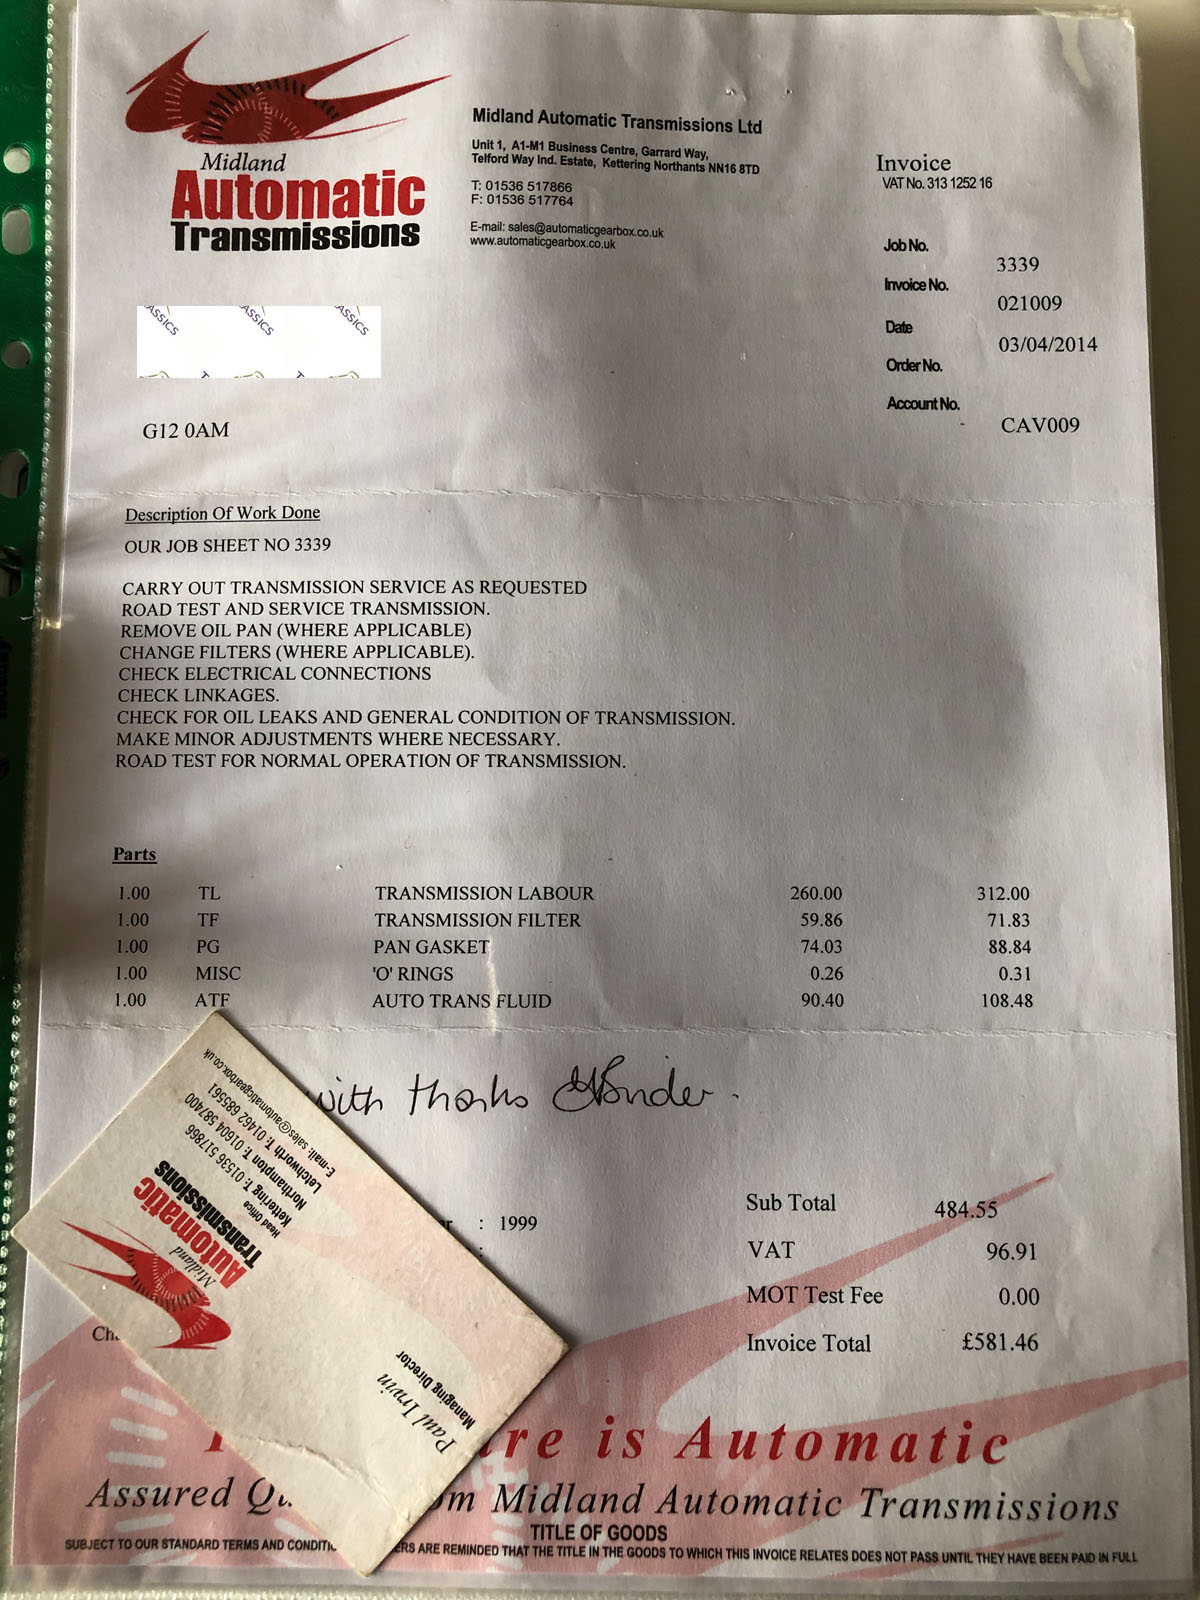 Midland
Automatic
Transmissions
Midland Automatic Transmissions Ltd
Unit 1, A1-M1 Business Centre, Garrard Way,
Telford Way Ind. Estate, Kettering Northants NN16 8TD
T: 01536 517866
F: 01536 517764
E-mail: sales@automaticgearbox.co.uk
www.automaticgearbox.co.uk
Invoice
VAT No. 313 1252 16
Job No.
3339
Invoice No.
021009
Date
03/04/2014
Order No.
Account No.
CAV009
ASSICS ASSICS ASSICS
G12 0AM
Description Of Work Done
OUR JOB SHEET NO 3339
CARRY OUT TRANSMISSION SERVICE AS REQUESTED
ROAD TEST AND SERVICE TRANSMISSION.
REMOVE OIL PAN (WHERE APPLICABLE)
CHANGE FILTERS (WHERE APPLICABLE).
CHECK ELECTRICAL CONNECTIONS
CHECK LINKAGES.
CHECK FOR OIL LEAKS AND GENERAL CONDITION OF TRANSMISSION.
MAKE MINOR ADJUSTMENTS WHERE NECESSARY.
ROAD TEST FOR NORMAL OPERATION OF TRANSMISSION.
Parts
1.00 TL TRANSMISSION LABOUR 260.00 312.00
1.00 TF TRANSMISSION FILTER 59.86 71.83
1.00 PG PAN GASKET 74.03 88.84
1.00 MISC 'O' RINGS 0.26 0.31
1.00 ATF AUTO TRANS FLUID 90.40 108.48
with thanks
: 1999
:
Sub Total 484.55
VAT 96.91
MOT Test Fee 0.00
Invoice Total £581.46
Midland
Automatic
Transmissions
Head Office
Kettering T: 01536 517866
Northampton T: 01604 587400
Letchworth T: 01462 685561
E-mail: sales@automaticgearbox.co.uk
Paul Irwin
Managing Director
is Automatic
Assured Midland Automatic Transmissions
TITLE OF GOODS
SUBJECT TO OUR STANDARD TERMS AND ARE REMINDED THAT THE TITLE IN THE GOODS TO WHICH THIS INVOICE RELATES DOES NOT PASS UNTIL THEY HAVE BEEN PAID IN FULL